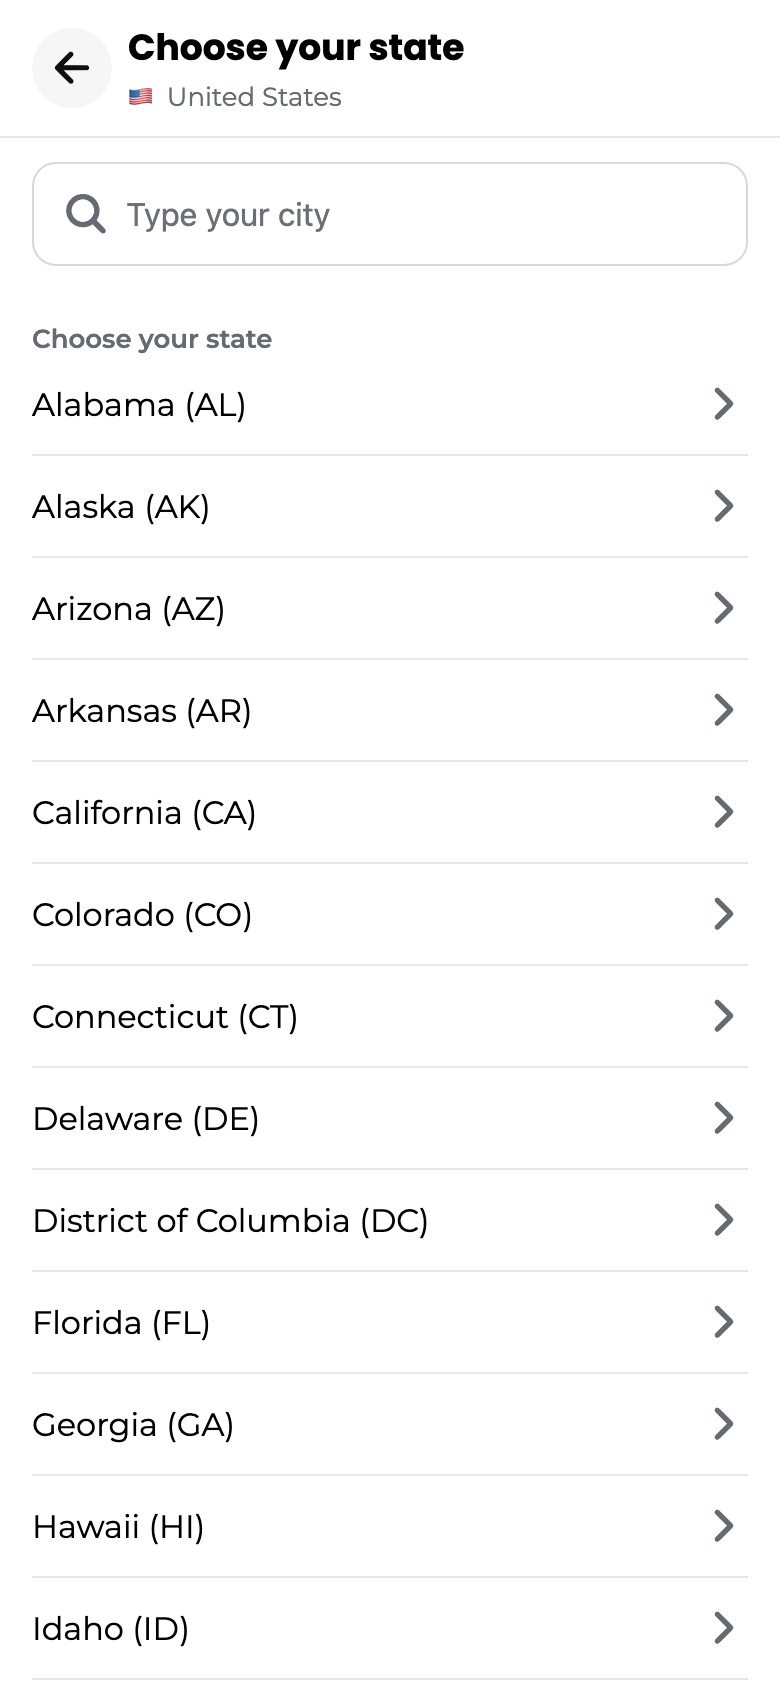 Choose your state
🇺🇸 United States
Type your city
Choose your state
Alabama (AL)
Alaska (AK)
Arizona (AZ)
Arkansas (AR)
California (CA)
Colorado (CO)
Connecticut (CT)
Delaware (DE)
District of Columbia (DC)
Florida (FL)
Georgia (GA)
Hawaii (HI)
Idaho (ID)